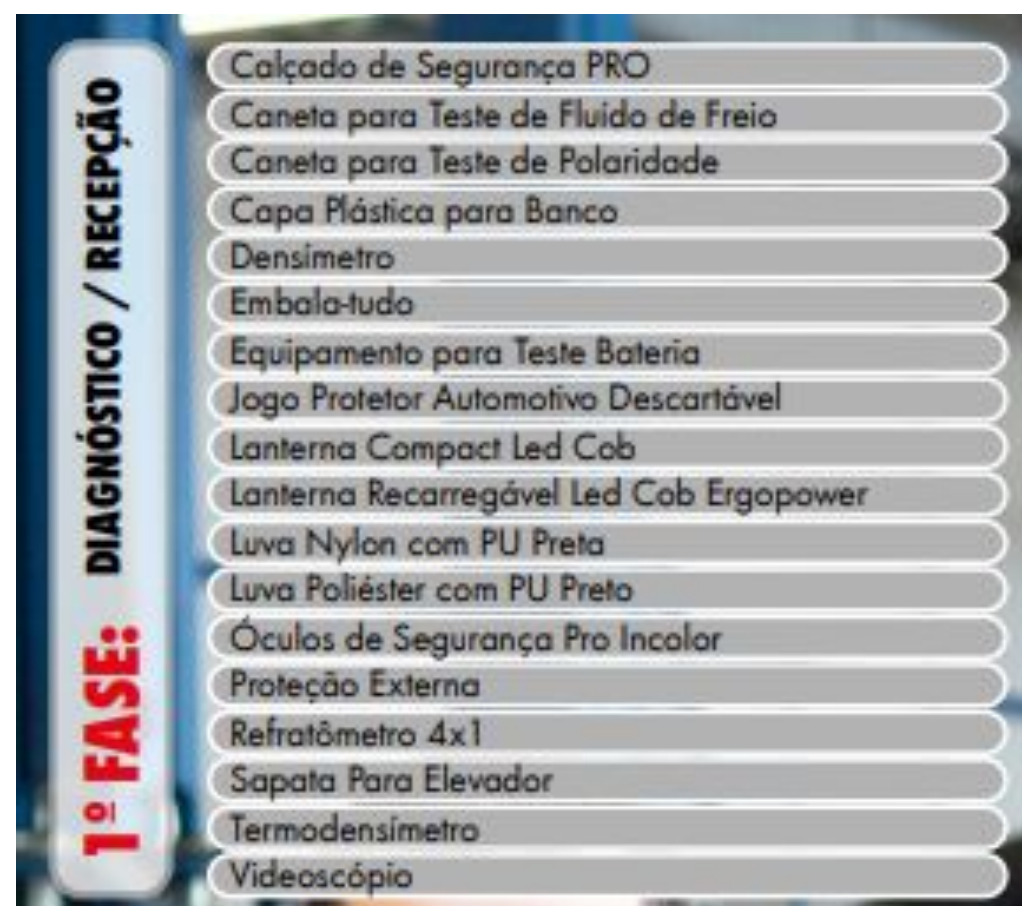 1º FASE: DIAGNÓSTICO / RECEPÇÃO
Calçado de Segurança PRO
Caneta para Teste de Fluído de Freio
Caneta para Teste de Polaridade
Capa Plástica para Banco
Densímetro
Embala-tudo
Equipamento para Teste Bateria
Jogo Protetor Automotivo Descartável
Lanterna Compact Led Cob
Lanterna Recarregável Led Cob Ergopower
Luva Nylon com PU Preta
Luva Poliéster com PU Preto
Óculos de Segurança Pro Incolor
Proteção Externa
Refratômetro 4x1
Sapata Para Elevador
Termodensímetro
Videoscópio